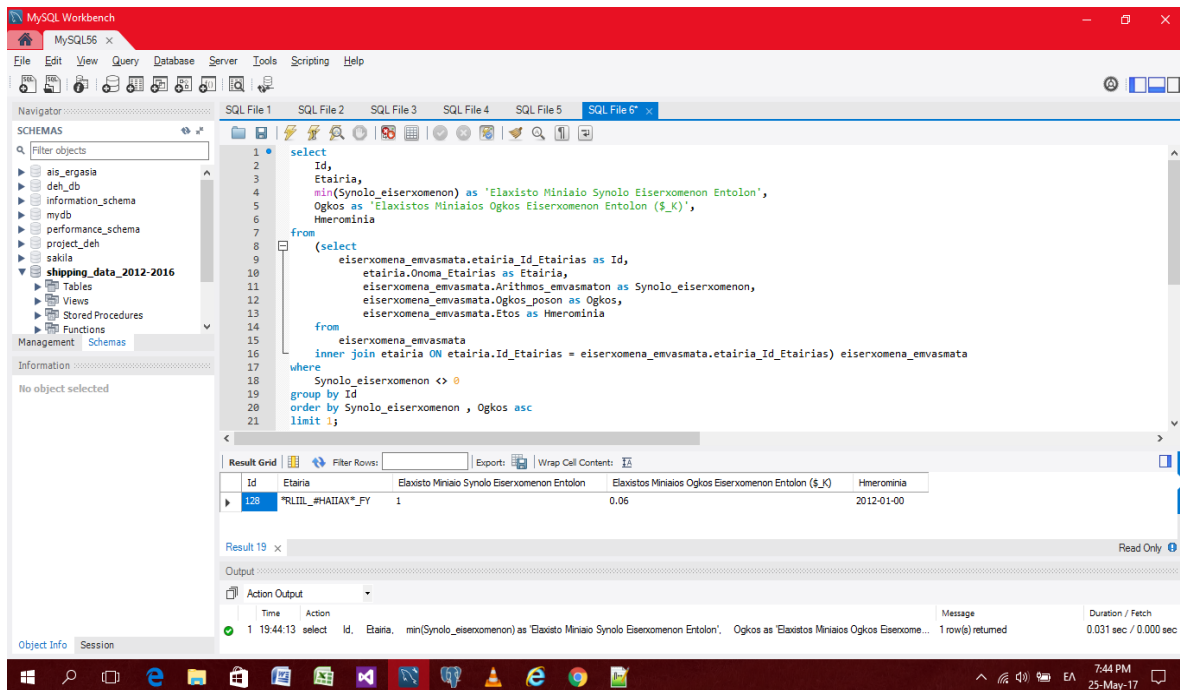 MySQL Workbench
MySQL56
File Edit View Query Database Server Tools Scripting Help
Navigator
SCHEMAS
Filter objects
ais_ergasia
deh_db
information_schema
mydb
performance_schema
project_deh
sakila
shipping_data_2012-2016
Tables
Views
Stored Procedures
Functions
Management Schemas
Information
No object selected
Object Info Session
SQL File 1 SQL File 2 SQL File 3 SQL File 4 SQL File 5 SQL File 6*
1 select
2 Id,
3 Etairia,
4 min(Synolo_eiserxomenon) as 'Elaxisto Miniaio Synolo Eiserxomenon Entolon',
5 Ogkos as 'Elaxistos Miniaios Ogkos Eiserxomenon Entolon ($_K)',
6 Hmerominia
7 from
8 (select
9 eiserxomena_emvasmata.etairia_Id_Etairias as Id,
10 etairia.Onoma_Etairias as Etairia,
11 eiserxomena_emvasmata.Arithmos_emvasmaton as Synolo_eiserxomenon,
12 eiserxomena_emvasmata.Ogkos_poson as Ogkos,
13 eiserxomena_emvasmata.Etos as Hmerominia
14 from
15 eiserxomena_emvasmata
16 inner join etairia ON etairia.Id_Etairias = eiserxomena_emvasmata.etairia_Id_Etairias) eiserxomena_emvasmata
17 where
18 Synolo_eiserxomenon <> 0
19 group by Id
20 order by Synolo_eiserxomenon , Ogkos asc
21 limit 1;
Result Grid Filter Rows: Export: Wrap Cell Content:
Id Etairia Elaxisto Miniaio Synolo Eiserxomenon Entolon Elaxistos Miniaios Ogkos Eiserxomenon Entolon ($_K) Hmerominia
128 *RLIIL_#HAIIAX*_FY 1 0.06 2012-01-00
Result 19 Read Only
Output
Action Output
Time Action Message Duration / Fetch
1 19:44:13 select Id, Etairia, min(Synolo_eiserxomenon) as 'Elaxisto Miniaio Synolo Eiserxomenon Entolon', Ogkos as 'Elaxistos Miniaios Ogkos Eiserxome... 1 row(s) returned 0.031 sec / 0.000 sec
ΕΛ 7:44 PM
25-May-17